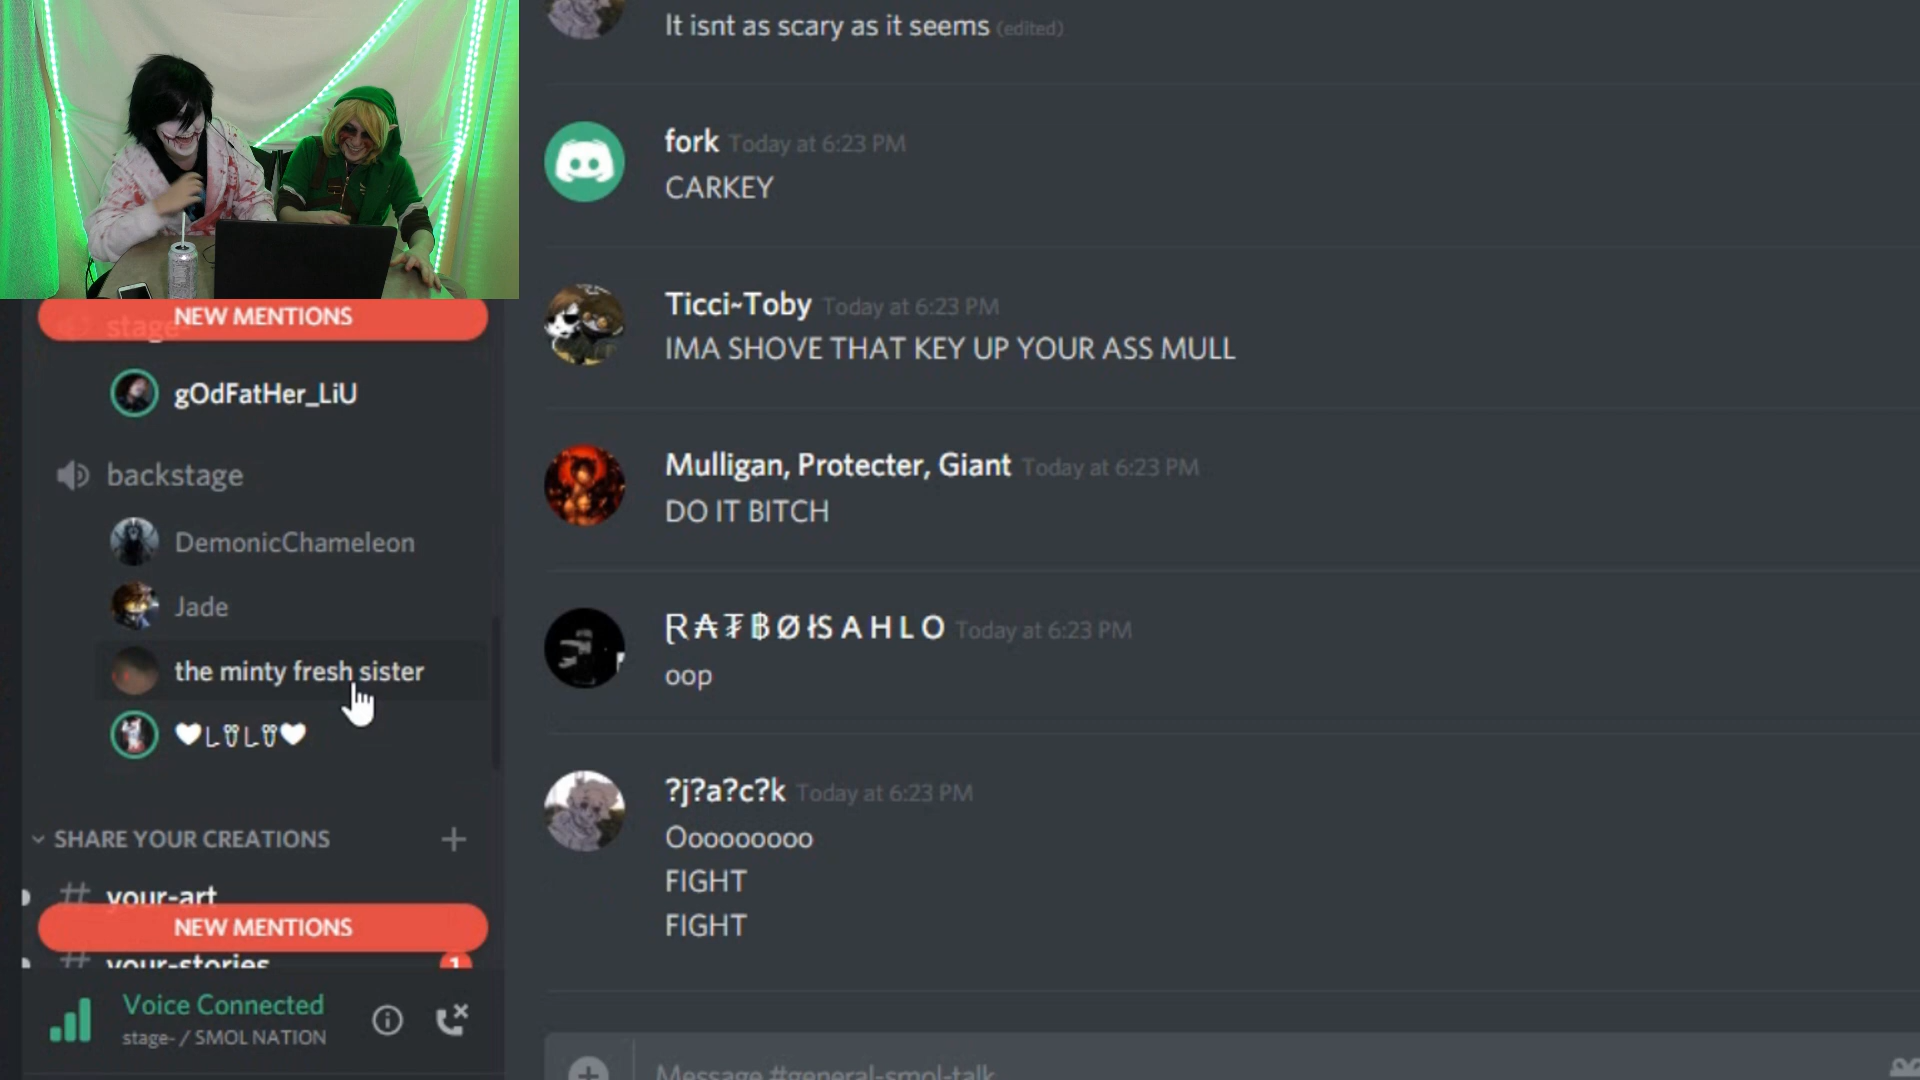 It isnt as scary as it seems (edited)
fork Today at 6:23 PM
CARKEY
Ticci~Toby Today at 6:23 PM
IMA SHOVE THAT KEY UP YOUR ASS MULL
Mulligan, Protecter, Giant Today at 6:23 PM
DO IT BITCH
Today at 6:23 PM
oop
?j?a?c?k Today at 6:23 PM
Ooooooooo
FIGHT
FIGHT
Message #general-smol-talk
stage-
NEW MENTIONS
gOdFatHer_LiU
backstage
DemonicChameleon
Jade
the minty fresh sister
SHARE YOUR CREATIONS
# your-art
NEW MENTIONS
# your-stories 1
Voice Connected
stage- / SMOL NATION